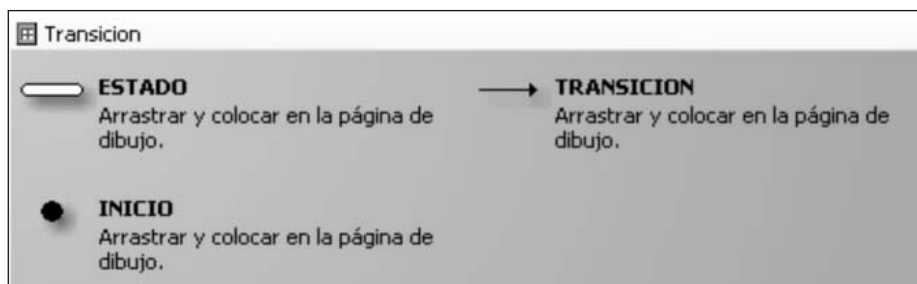 Transicion
ESTADO
Arrastrar y colocar en la página de
dibujo.
TRANSICION
Arrastrar y colocar en la página de
dibujo.
INICIO
Arrastrar y colocar en la página de
dibujo.